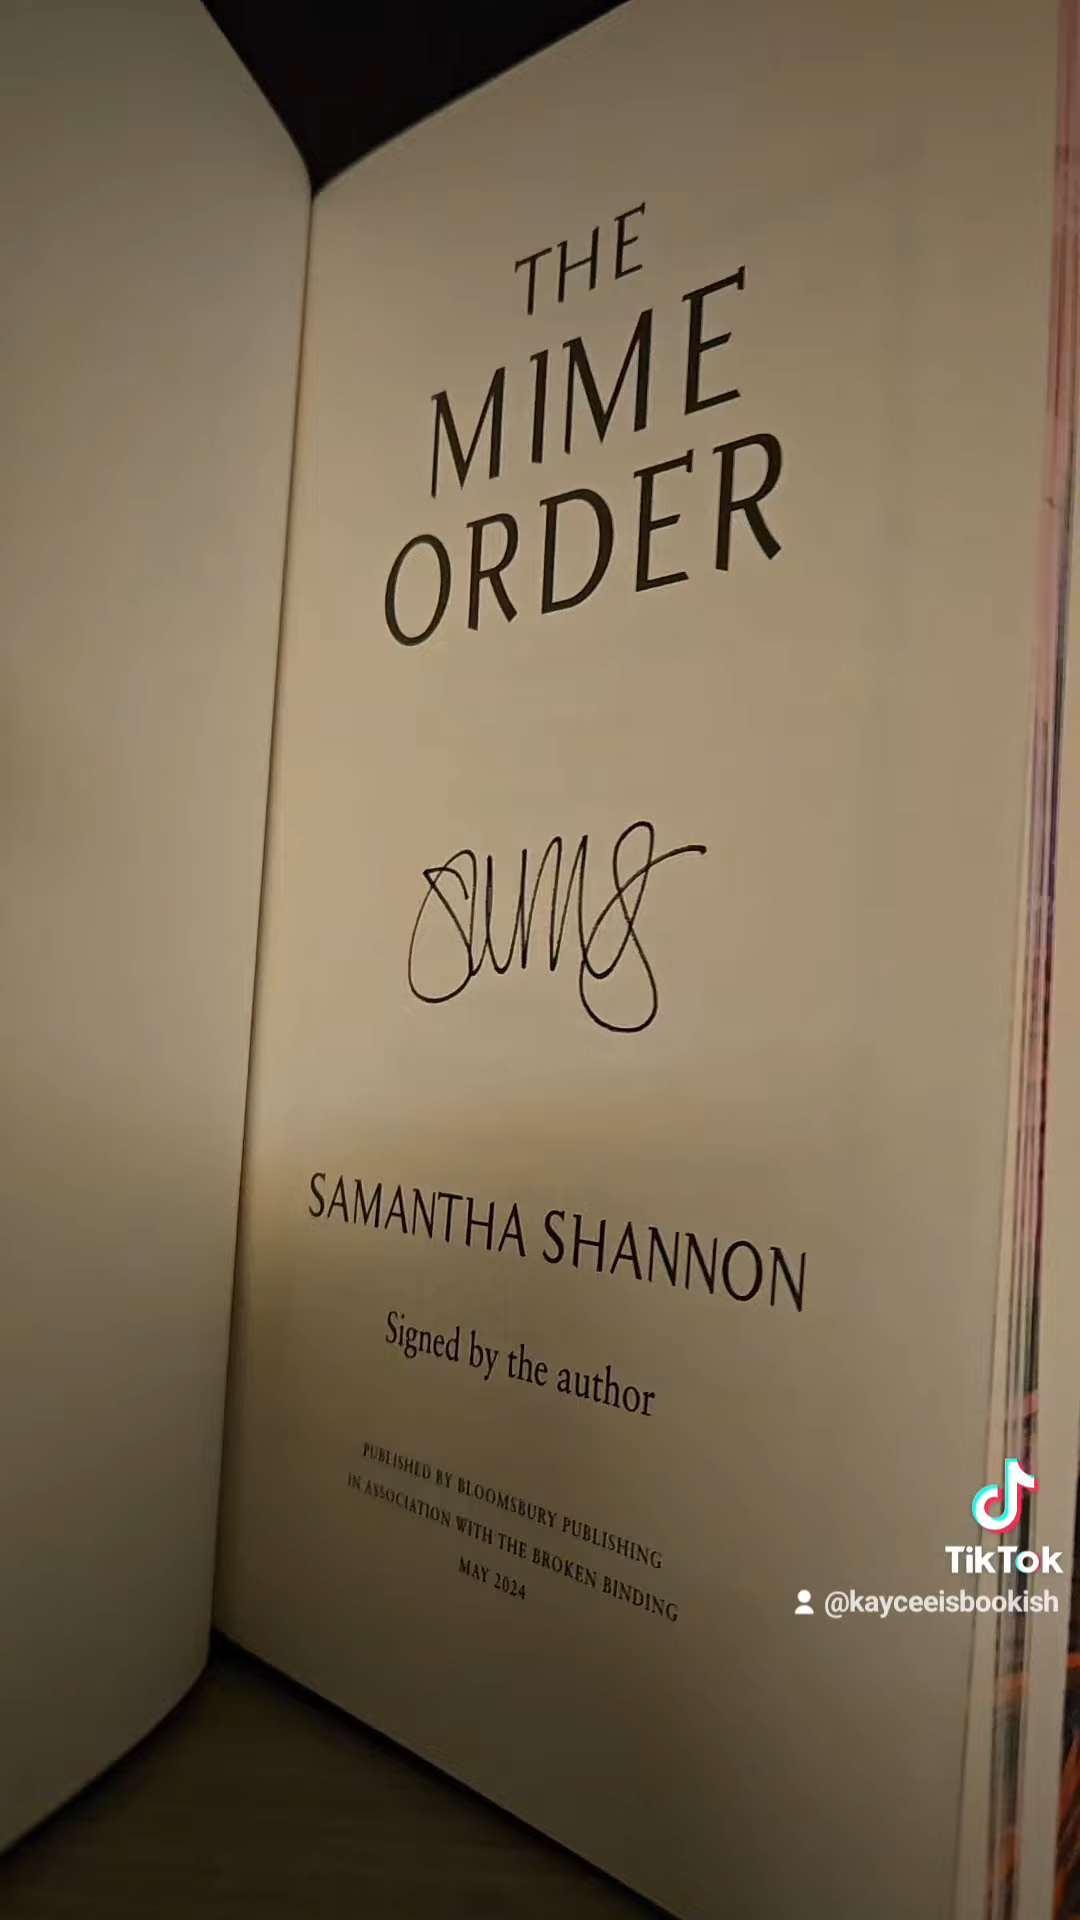 THE
MIME
ORDER
SAMANTHA SHANNON
Signed by the author
PUBLISHED BY BLOOMSBURY PUBLISHING
IN ASSOCIATION WITH THE BROKEN BINDING
MAY 2024
TikTok
@kayceeisbookish